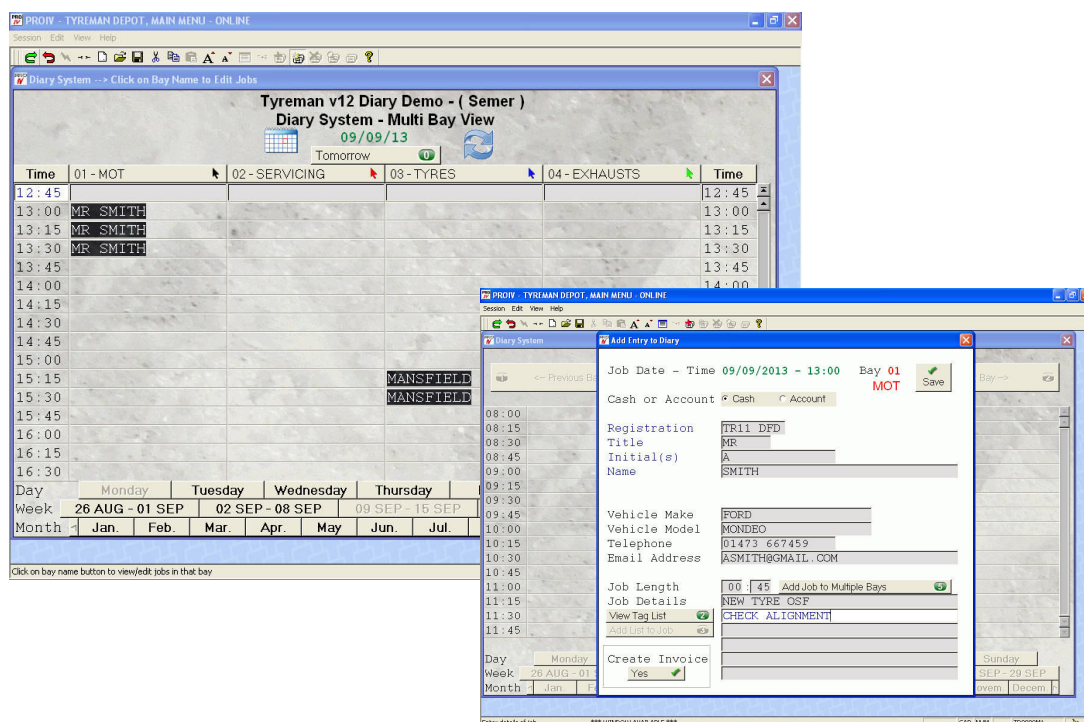 PROIV - TYREMAN DEPOT, MAIN MENU - ONLINE
Session Edit View Help
Diary System --> Click on Bay Name to Edit Jobs
Tyreman v12 Diary Demo - ( Semer )
Diary System - Multi Bay View
09/09/13
Tomorrow 0
Time 01 - MOT 02 - SERVICING 03 - TYRES 04 - EXHAUSTS Time
12:45 12:45
13:00 MR SMITH 13:00
13:15 MR SMITH 13:15
13:30 MR SMITH 13:30
13:45 13:45
14:00 14:00
14:15
14:30
14:45
15:00
15:15 MANSFIELD
15:30 MANSFIELD
15:45
16:00
16:15
16:30
Day Monday Tuesday Wednesday Thursday
Week 26 AUG - 01 SEP 02 SEP - 08 SEP 09 SEP - 15 SEP
Month Jan. Feb. Mar. Apr. May Jun. Jul.
Click on bay name button to view/edit jobs in that bay
PROIV - TYREMAN DEPOT, MAIN MENU - ONLINE
Session Edit View Help
Diary System
Add Entry to Diary
Job Date - Time 09/09/2013 - 13:00 Bay 01
MOT
Save
<-- Previous Ba
Bay -->
Cash or Account Cash Account
Registration TR11 DFD
Title MR
Initial(s) A
Name SMITH
Vehicle Make FORD
Vehicle Model MONDEO
Telephone 01473 667459
Email Address ASMITH@GMAIL.COM
Job Length 00 : 45 Add Job to Multiple Bays 5
Job Details NEW TYRE OSF
View Tag List 2 CHECK ALIGNMENT
Add List to Job 3
Create Invoice
Yes
08:00
08:15
08:30
08:45
09:00
09:15
09:30
09:45
10:00
10:15
10:30
10:45
11:00
11:15
11:30
11:45
Day Monday Sunday
Week 26 AUG - 01 SEP - 29 SEP
Month Jan. F ovem Decem